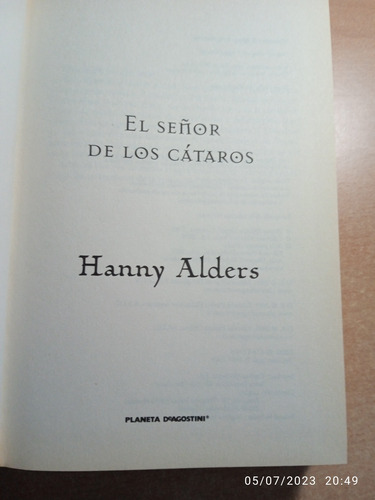 El señor
de los cátaros
Hanny Alders
PLANETA DeAGOSTINI®
05/07/2023 20:49